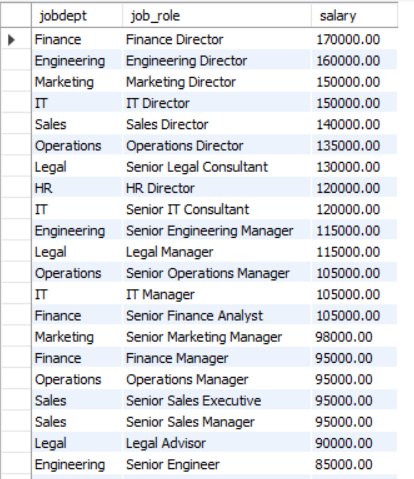 jobdept job_role salary
Finance Finance Director 170000.00
Engineering Engineering Director 160000.00
Marketing Marketing Director 150000.00
IT IT Director 150000.00
Sales Sales Director 140000.00
Operations Operations Director 135000.00
Legal Senior Legal Consultant 130000.00
HR HR Director 120000.00
IT Senior IT Consultant 120000.00
Engineering Senior Engineering Manager 115000.00
Legal Legal Manager 115000.00
Operations Senior Operations Manager 105000.00
IT IT Manager 105000.00
Finance Senior Finance Analyst 105000.00
Marketing Senior Marketing Manager 98000.00
Finance Finance Manager 95000.00
Operations Operations Manager 95000.00
Sales Senior Sales Executive 95000.00
Sales Senior Sales Manager 95000.00
Legal Legal Advisor 90000.00
Engineering Senior Engineer 85000.00